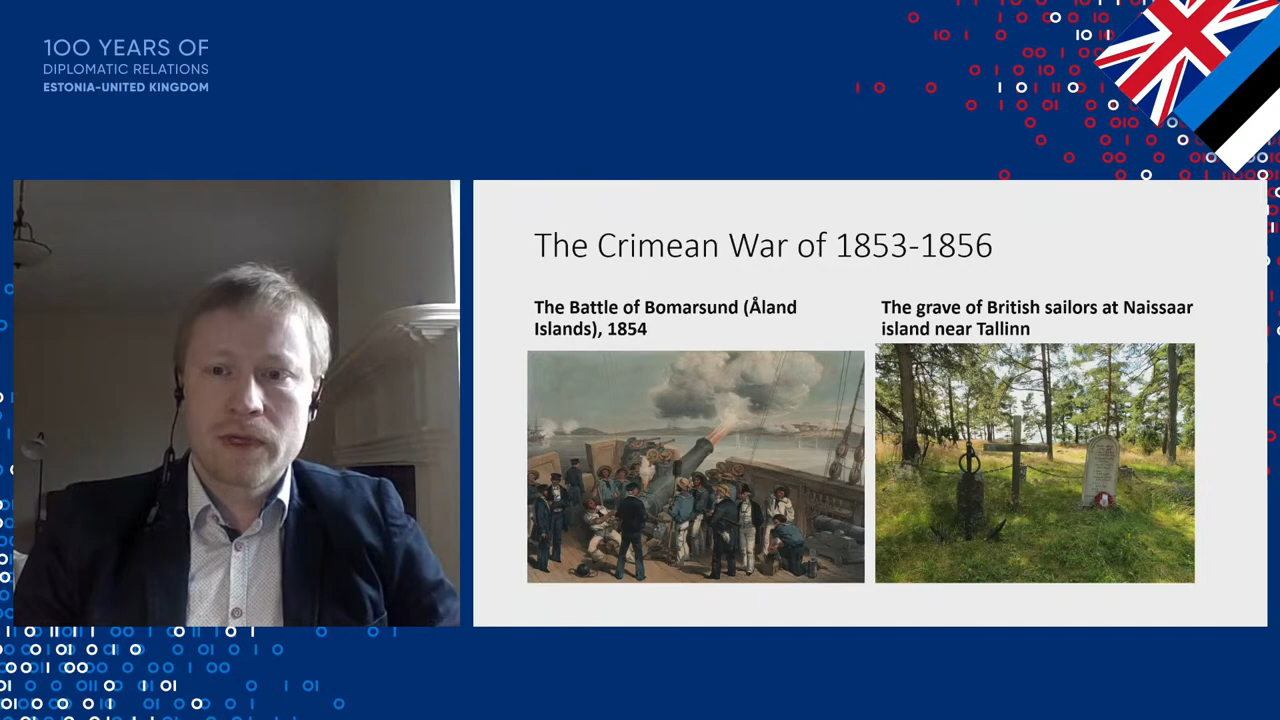 100 YEARS OF
DIPLOMATIC RELATIONS
ESTONIA-UNITED KINGDOM
The Crimean War of 1853-1856
The Battle of Bomarsund (Åland
Islands), 1854
The grave of British sailors at Naissaar
island near Tallinn